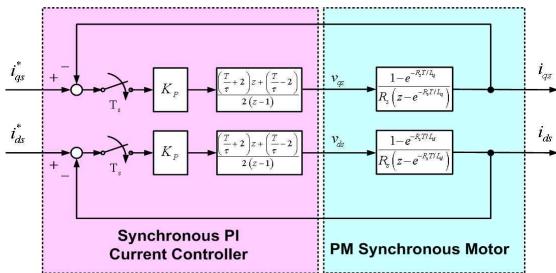 i*qs + − Ts KP ((T/τ + 2) z + (T/τ − 2)) / (2(z−1)) vqs (1−e^(−RsT/Lq)) / (Rs(z−e^(−RsT/Lq))) iqs
i*ds + − Ts KP ((T/τ + 2) z + (T/τ − 2)) / (2(z−1)) vds (1−e^(−RsT/Ld)) / (Rs(z−e^(−RsT/Ld))) ids
Synchronous PI
Current Controller
PM Synchronous Motor